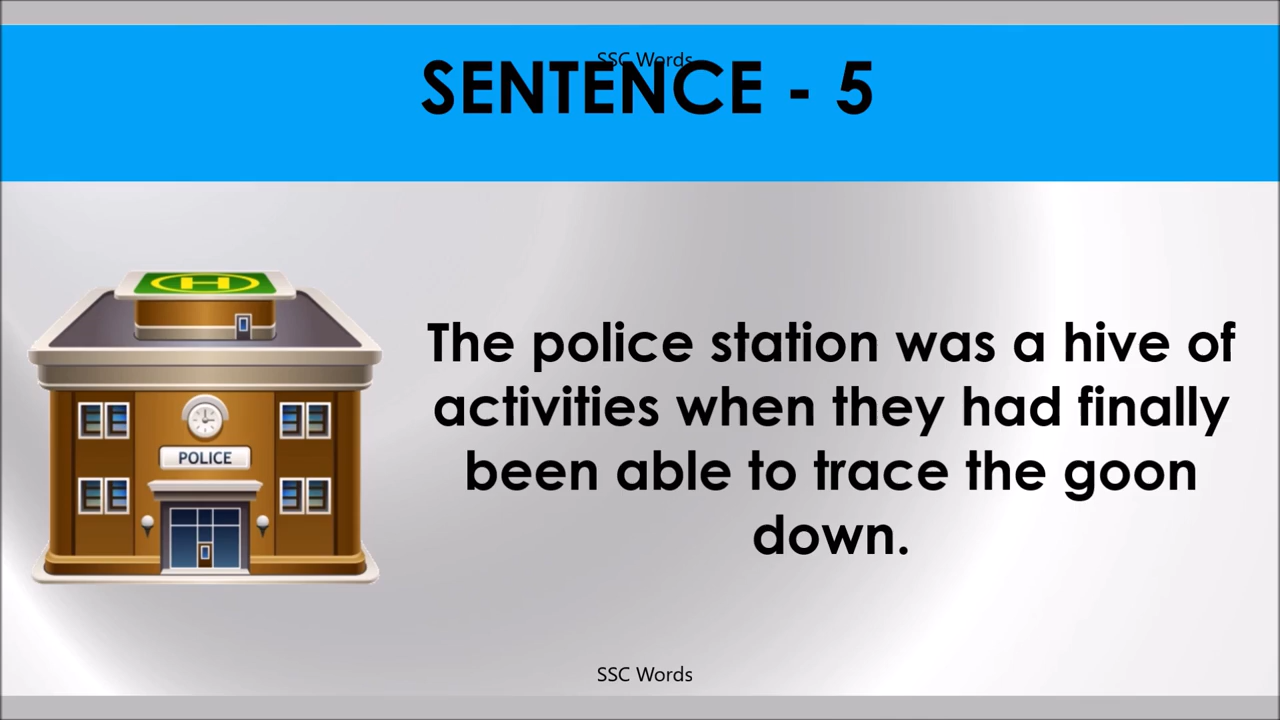 SSC Words
SENTENCE - 5
H
POLICE
The police station was a hive of
activities when they had finally
been able to trace the goon
down.
SSC Words